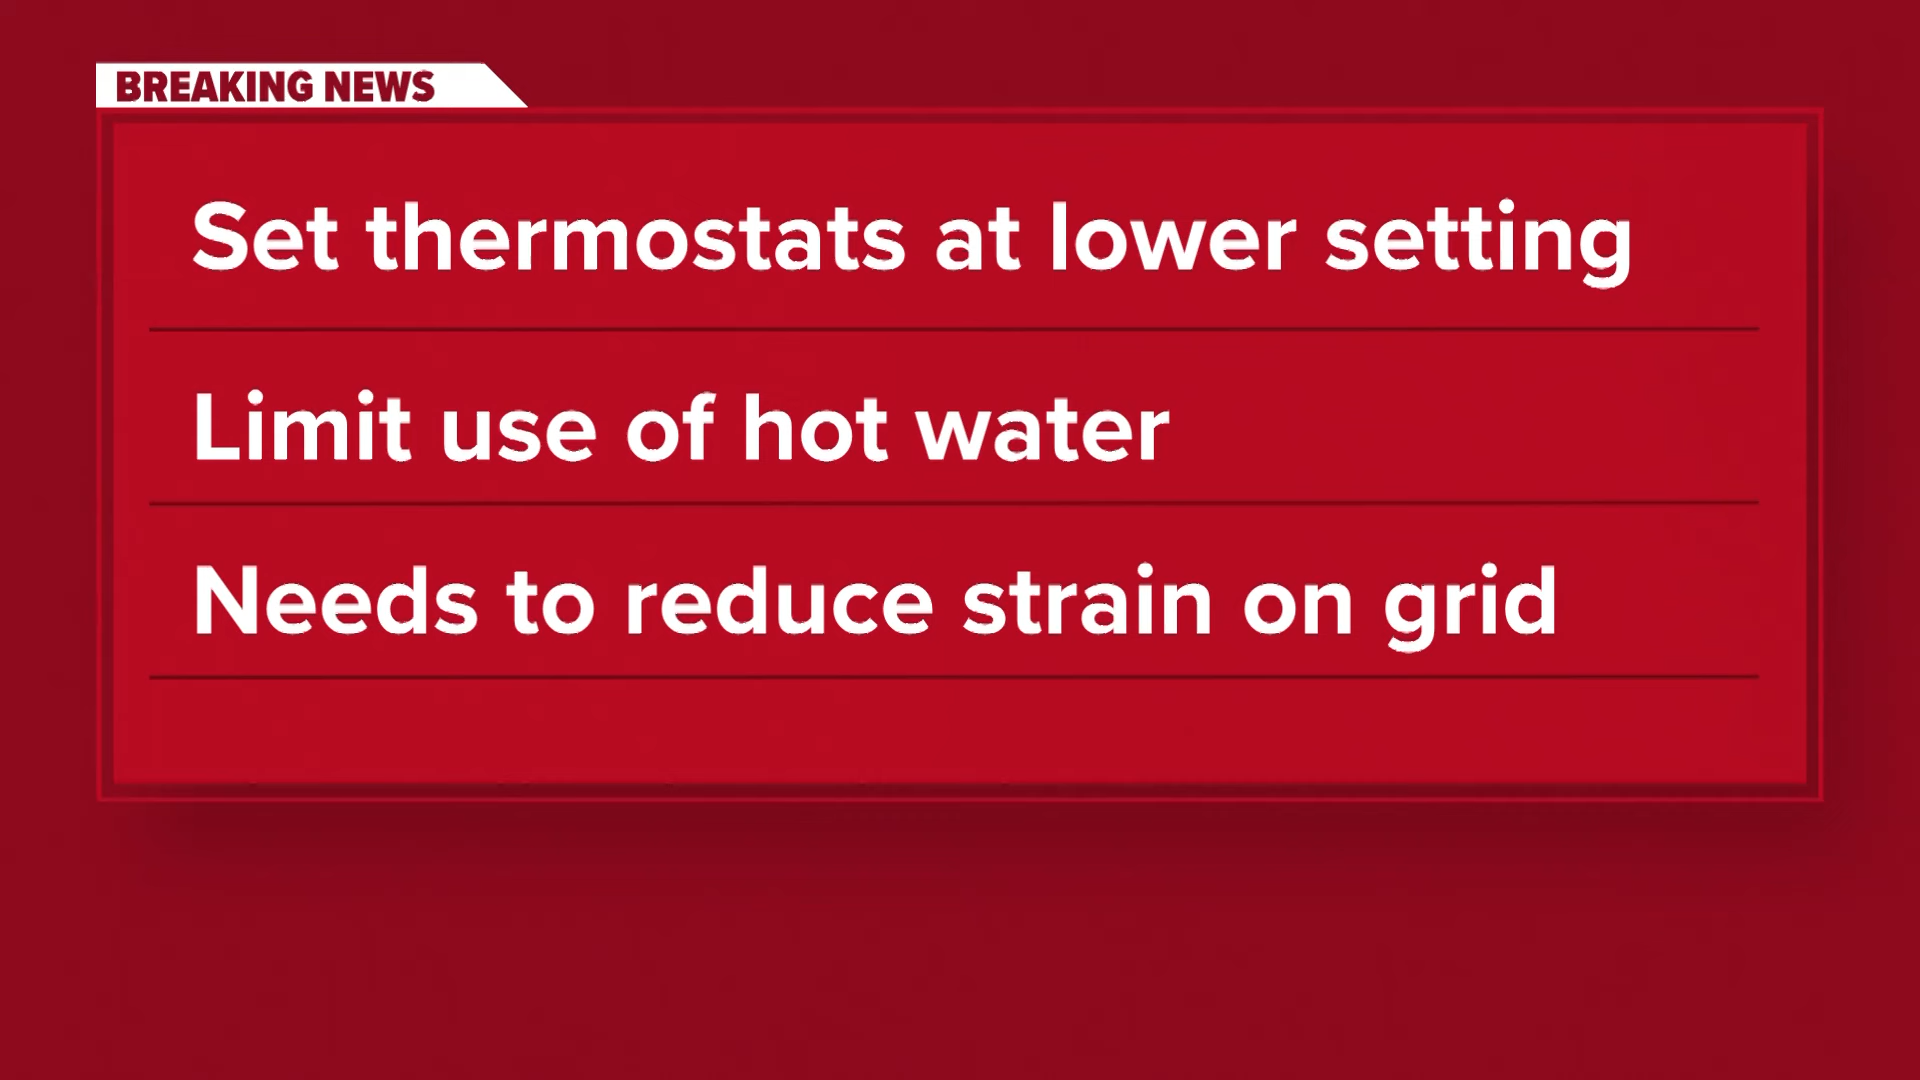 BREAKING NEWS
Set thermostats at lower setting
Limit use of hot water
Needs to reduce strain on grid